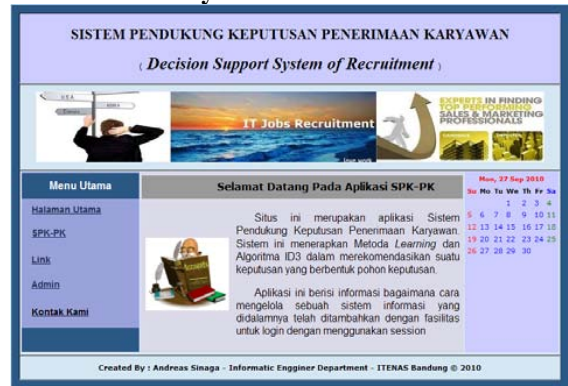 SISTEM PENDUKUNG KEPUTUSAN PENERIMAAN KARYAWAN
( Decision Support System of Recruitment )
U.S.A
IT Jobs Recruitment
love work
EXPERTS IN FINDING
TOP PERFORMING
SALES & MARKETING
PROFESSIONALS
Menu Utama
Halaman Utama
SPK-PK
Link
Admin
Kontak Kami
Selamat Datang Pada Aplikasi SPK-PK
Situs ini merupakan aplikasi Sistem
Pendukung Keputusan Penerimaan Karyawan.
Sistem ini menerapkan Metoda Learning dan
Algoritma ID3 dalam merekomendasikan suatu
keputusan yang berbentuk pohon keputusan.
Aplikasi ini berisi informasi bagaimana cara
mengelola sebuah sistem informasi yang
didalamnya telah ditambahkan dengan fasilitas
untuk login dengan menggunakan session
Mon, 27 Sep 2010
Su Mo Tu We Th Fr Sa
1 2 3 4
5 6 7 8 9 10 11
12 13 14 15 16 17 18
19 20 21 22 23 24 25
26 27 28 29 30
Created By : Andreas Sinaga - Informatic Engginer Department - ITENAS Bandung © 2010